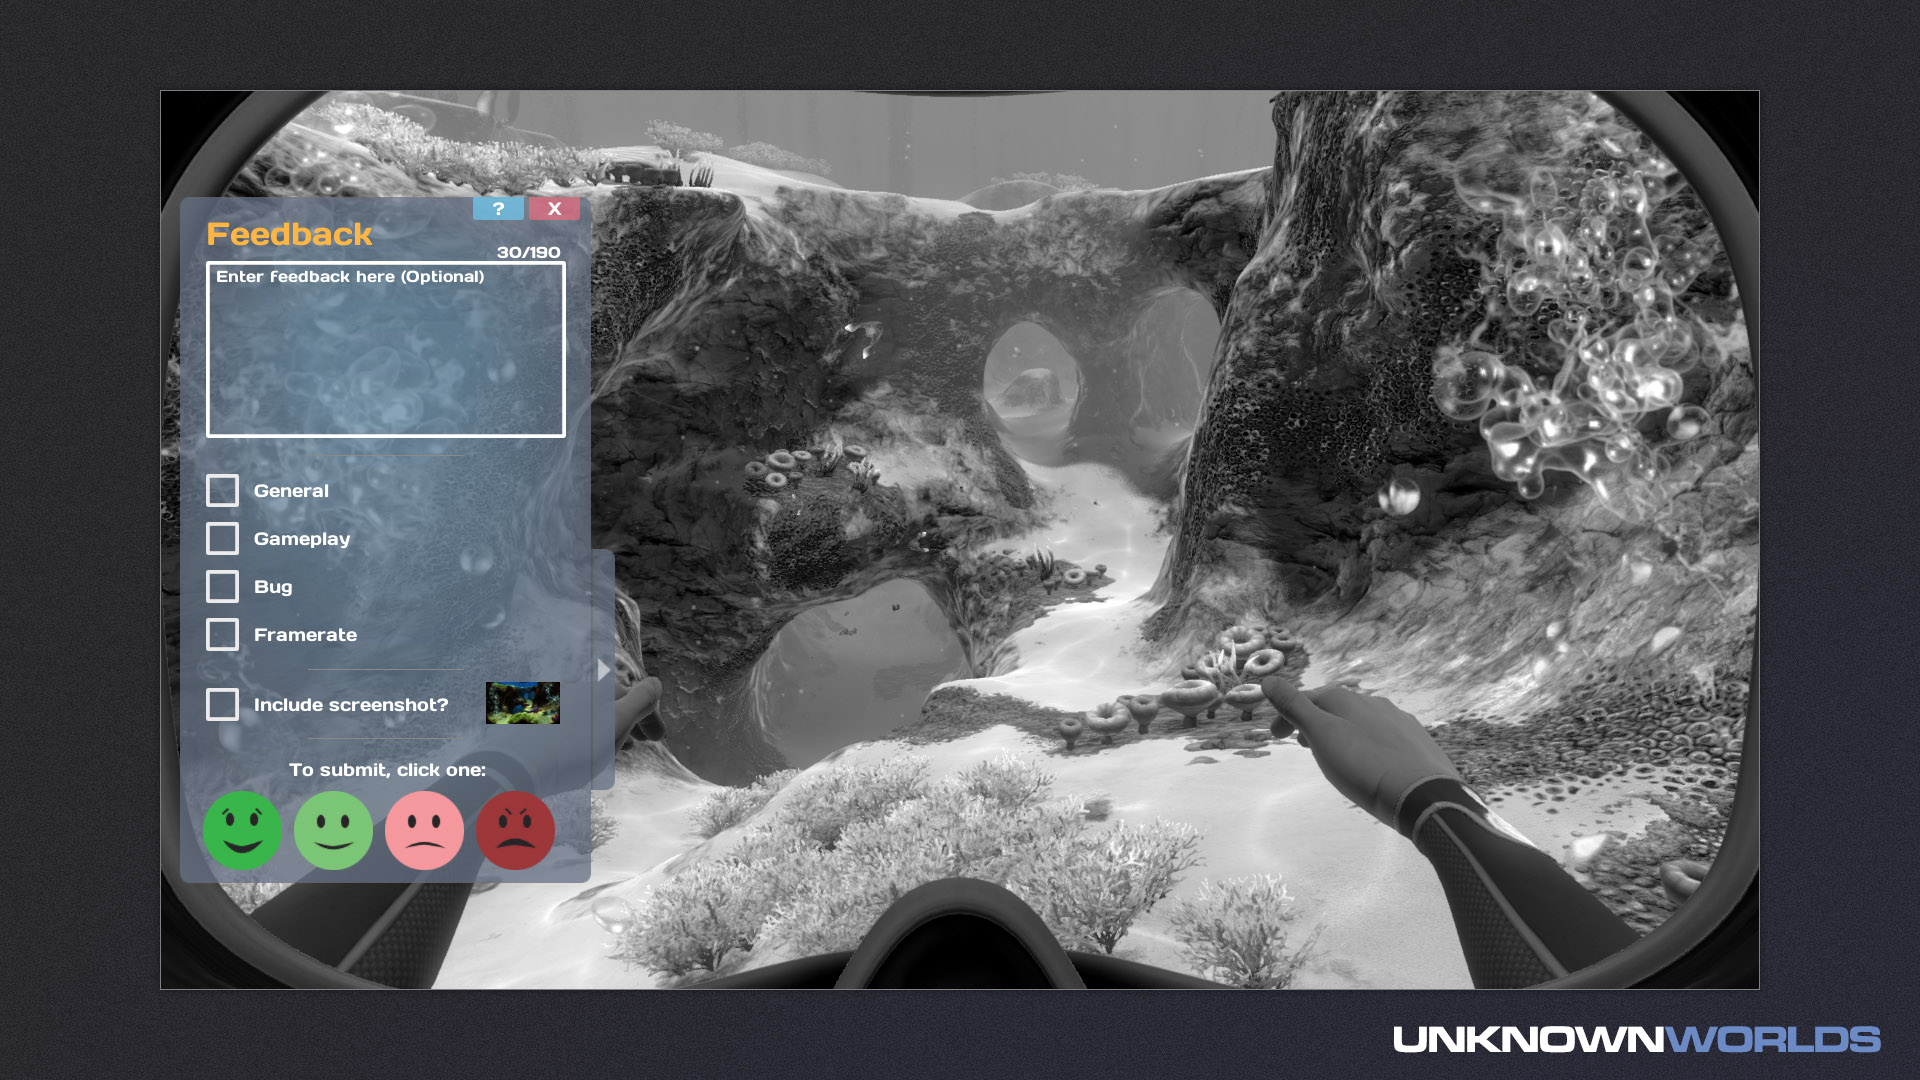 ? X
Feedback
30/190
Enter feedback here (Optional)
General
Gameplay
Bug
Framerate
Include screenshot?
To submit, click one:
UNKNOWNWORLDS